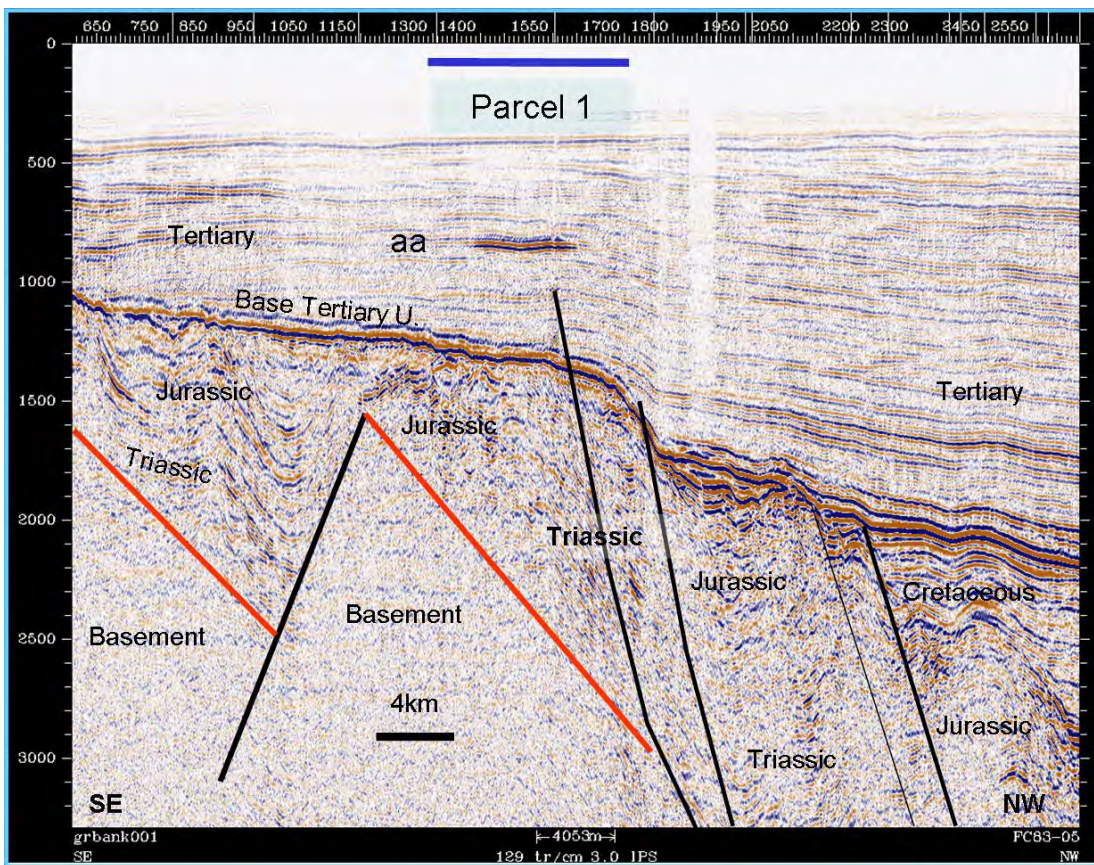 650 750 850 950 1050 1150 1300 1400 1550 1700 1800 1950 2050 2200 2300 2450 2550
0
Parcel 1
500
Tertiary
aa
1000
Base Tertiary U.
Jurassic
1500
Jurassic
Tertiary
Triassic
2000
Triassic
Jurassic
Cretaceous
Basement
Basement
2500
4km
Jurassic
3000
Triassic
SE
NW
grbank001
4053m
FC83-05
SE
129 tr/cm 3.0 IPS
NW